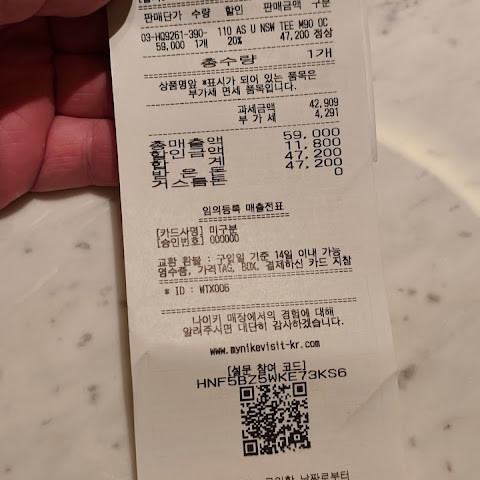 판매단가 수량 할인 판매금액 구분
03-HQ9261-390- 110 AS U NSW TEE M90 OC
59,000 1개 20% 47,200 정상
총수량 1개
상품명앞 *표시가 되어 있는 품목은
부가세 면세 품목입니다.
과세금액 42,909
부 가 세 4,291
총매출액 59,000
할인금액 11,800
합 계 47,200
받 은 돈 47,200
거스름돈 0
임의등록 매출전표
[카드사명] 미구분
[승인번호] 000000
교환 환불 : 구입일 기준 14일 이내 가능
영수증, 가격TAG, BOX, 결제하신 카드 지참
* ID : WTX006
나이키 매장에서의 경험에 대해
알려주시면 대단히 감사하겠습니다.
www.mynikevisit-kr.com
[설문 참여 코드]
HNF5BZ5WKE73KS6
날짜로부터